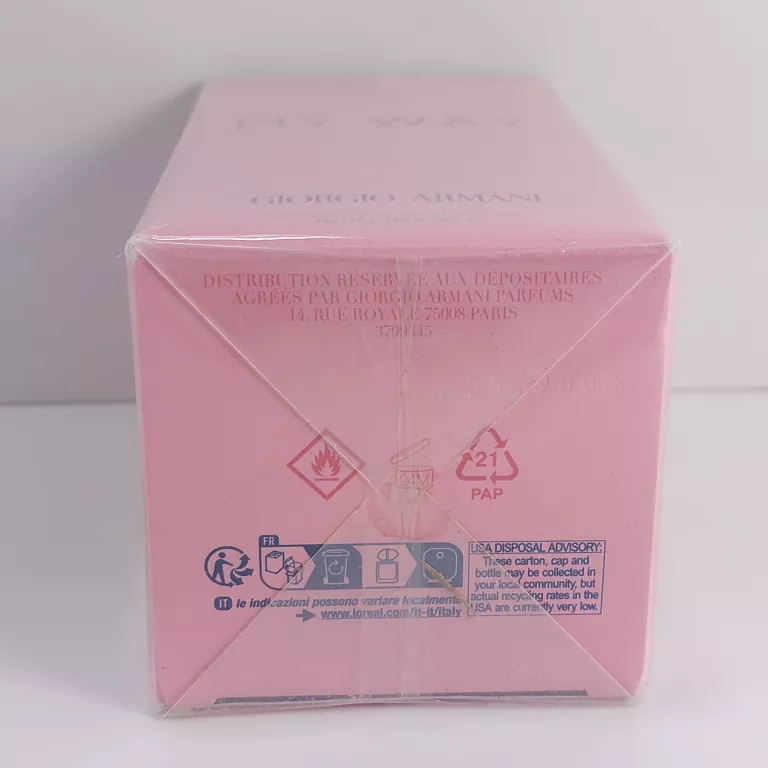 MY WAY
GIORGIO ARMANI
DISTRIBUTION RÉSERVÉE AUX DÉPOSITAIRES
AGRÉÉS PAR GIORGIO ARMANI PARFUMS
14, RUE ROYALE 75008 PARIS
3799345
24M
21
PAP
FR
USA DISPOSAL ADVISORY:
These carton, cap and
bottle may be collected in
your local community, but
actual recycling rates in the
USA are currently very low.
IT le indicazioni possono variare localmente
www.loreal.com/it-it/italy